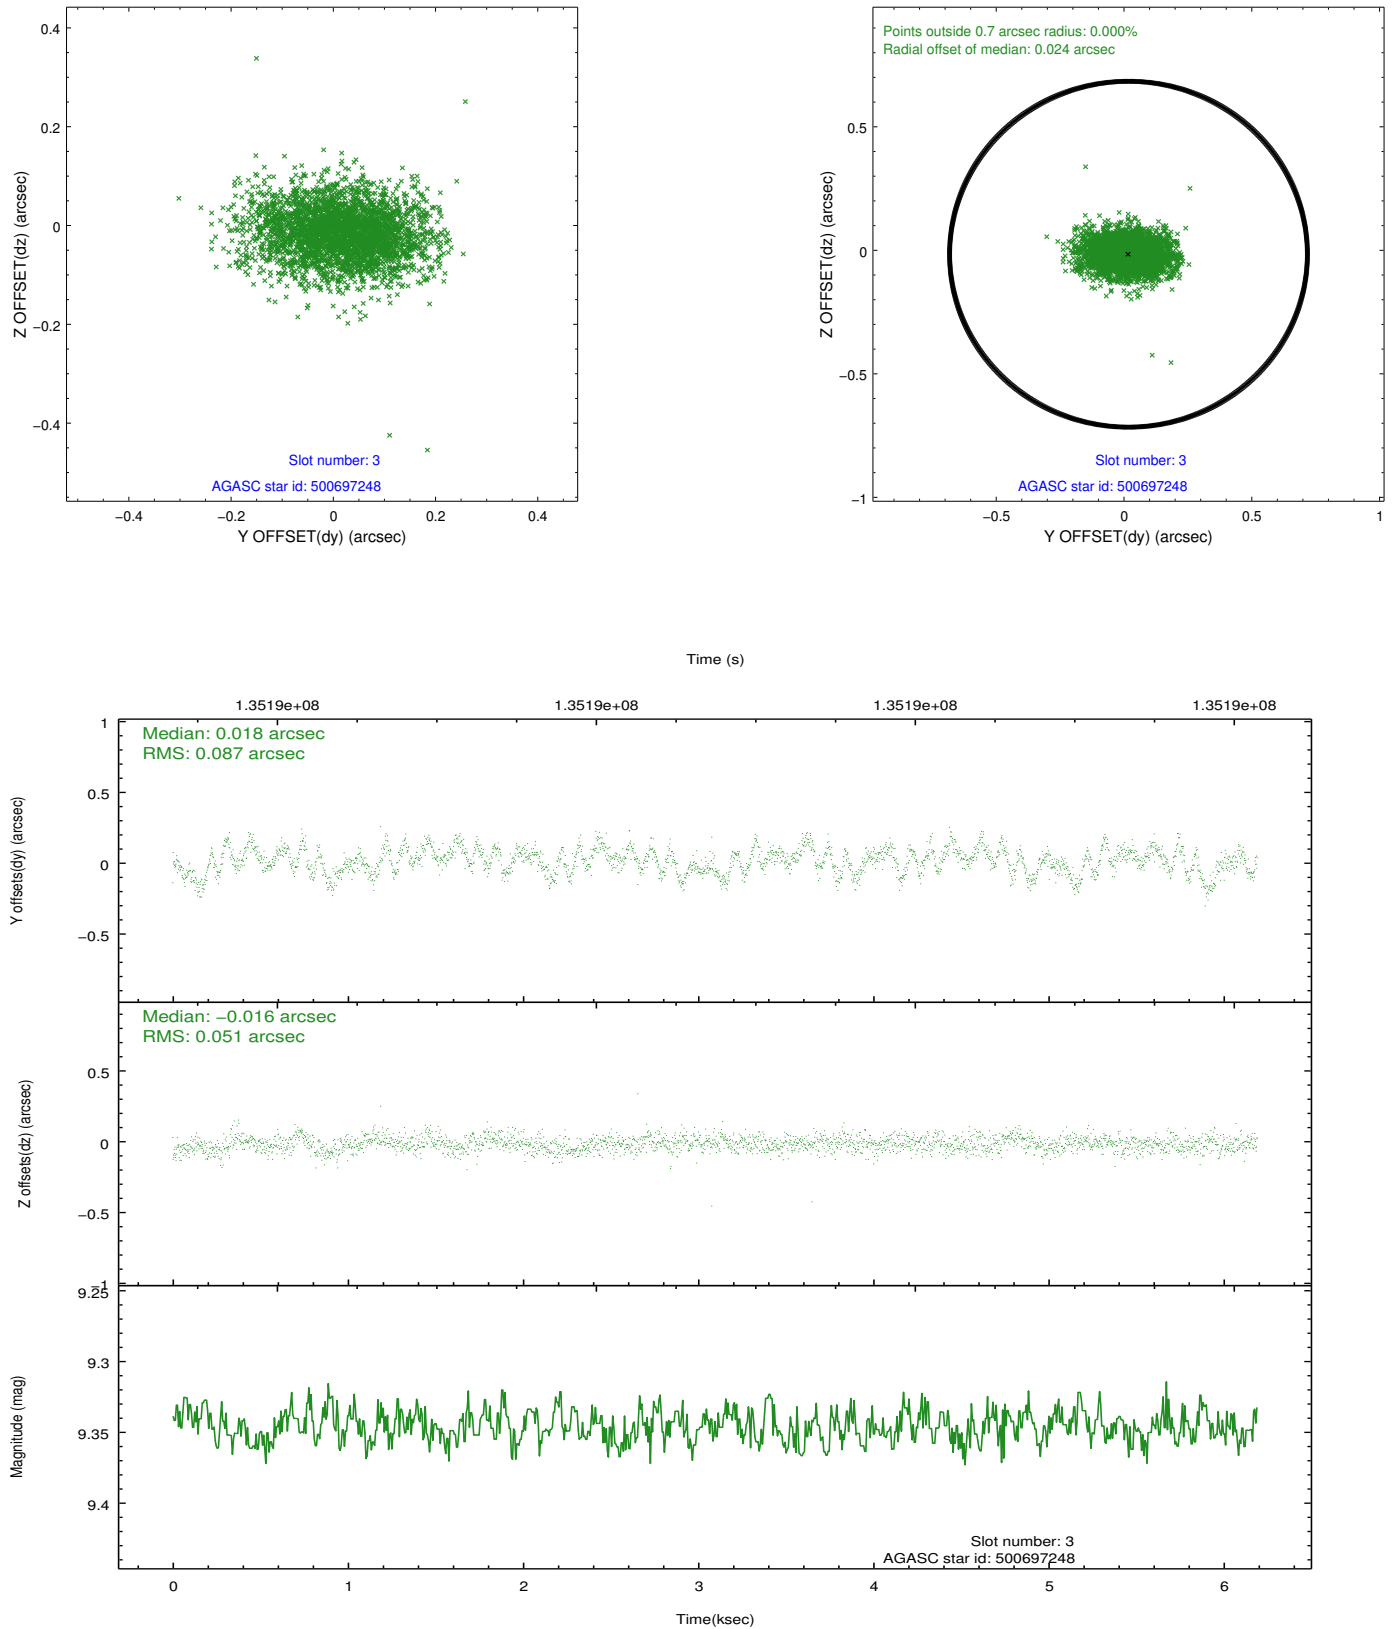 0.4
0.2
0
−0.2
−0.4
Z OFFSET(dz) (arcsec)
Slot number: 3
AGASC star id: 500697248
−0.4
−0.2
0
0.2
0.4
Y OFFSET(dy) (arcsec)
Points outside 0.7 arcsec radius: 0.000%
Radial offset of median: 0.024 arcsec
0.5
0
−0.5
−1
Z OFFSET(dz) (arcsec)
Slot number: 3
AGASC star id: 500697248
−0.5
0
0.5
1
Y OFFSET(dy) (arcsec)
Time (s)
1.3519e+08
1.3519e+08
1.3519e+08
1.3519e+08
Median: 0.018 arcsec
RMS: 0.087 arcsec
1
0.5
0
−0.5
Y offsets(dy) (arcsec)
Median: −0.016 arcsec
RMS: 0.051 arcsec
0.5
0
−0.5
−1
Z offsets(dz) (arcsec)
9.25
9.3
9.35
9.4
Magnitude (mag)
Slot number: 3
AGASC star id: 500697248
0
1
2
3
4
5
6
Time(ksec)